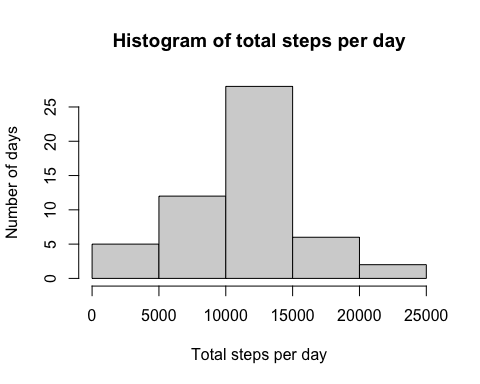 Histogram of total steps per day
Number of days
25
20
15
10
5
0
0 5000 10000 15000 20000 25000
Total steps per day